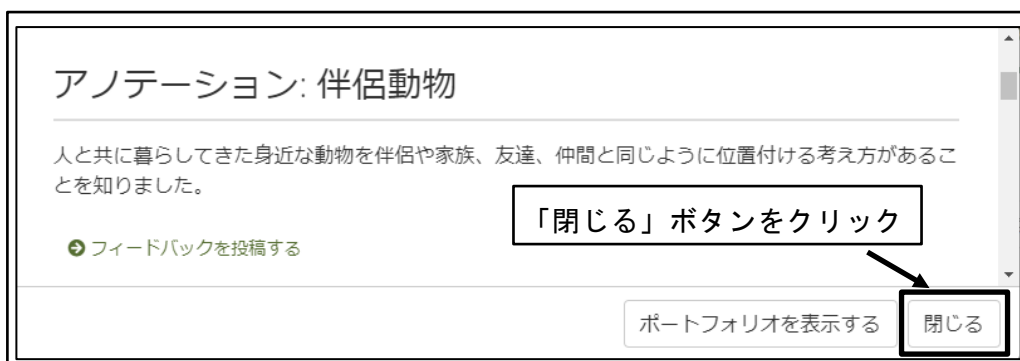 アノテーション: 伴侶動物
人と共に暮らしてきた身近な動物を伴侶や家族、友達、仲間と同じように位置付ける考え方があるこ
とを知りました。
「閉じる」ボタンをクリック
フィードバックを投稿する
ポートフォリオを表示する
閉じる